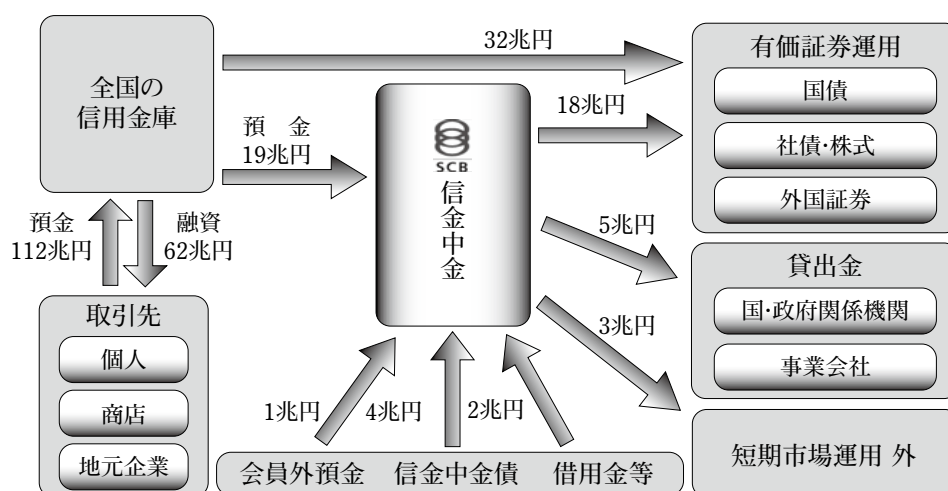 全国の
信用金庫
32兆円
有価証券運用
国債
社債・株式
外国証券
預 金
19兆円
SCB
信金中金
18兆円
預金
112兆円
融資
62兆円
5兆円
貸出金
国・政府関係機関
事業会社
取引先
個人
商店
地元企業
3兆円
1兆円
4兆円
2兆円
会員外預金
信金中金債
借用金等
短期市場運用 外